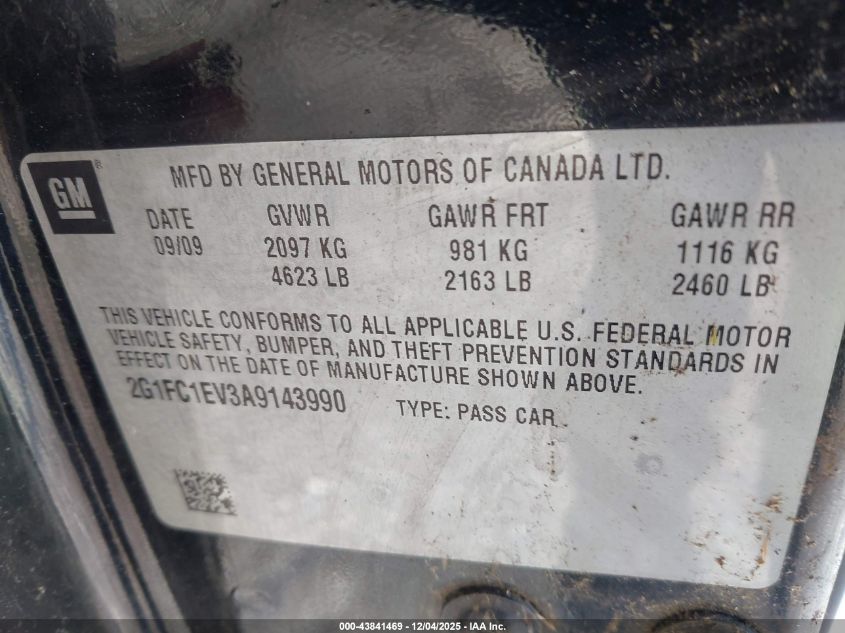 GM ®
MFD BY GENERAL MOTORS OF CANADA LTD.
DATE GVWR GAWR FRT GAWR RR
09/09 2097 KG 981 KG 1116 KG
4623 LB 2163 LB 2460 LB
THIS VEHICLE CONFORMS TO ALL APPLICABLE U.S. FEDERAL MOTOR
VEHICLE SAFETY, BUMPER, AND THEFT PREVENTION STANDARDS IN
EFFECT ON THE DATE OF MANUFACTURE SHOWN ABOVE.
2G1FC1EV3A9143990 TYPE: PASS CAR
000-43841469 - 12/04/2025 - IAA Inc.